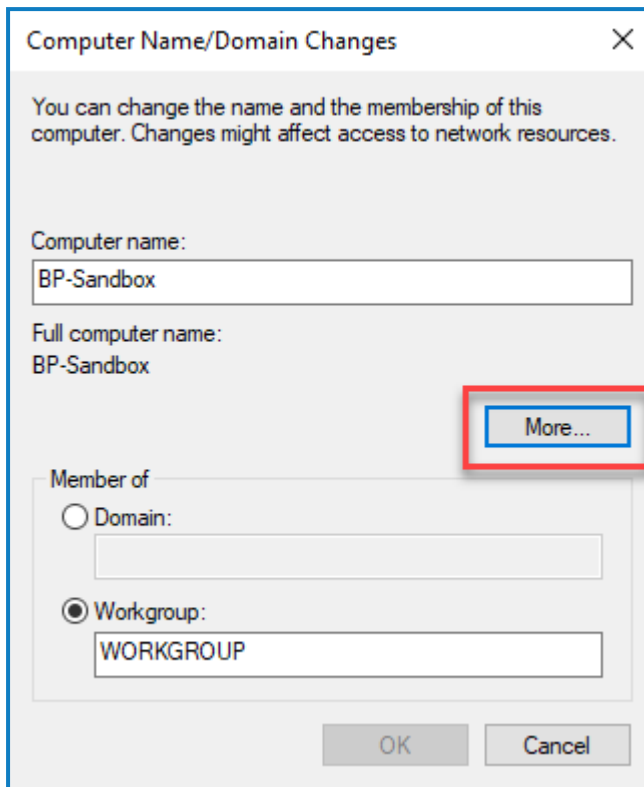 Computer Name/Domain Changes
You can change the name and the membership of this
computer. Changes might affect access to network resources.
Computer name:
BP-Sandbox
Full computer name:
BP-Sandbox
More...
Member of
Domain:
Workgroup:
WORKGROUP
OK
Cancel